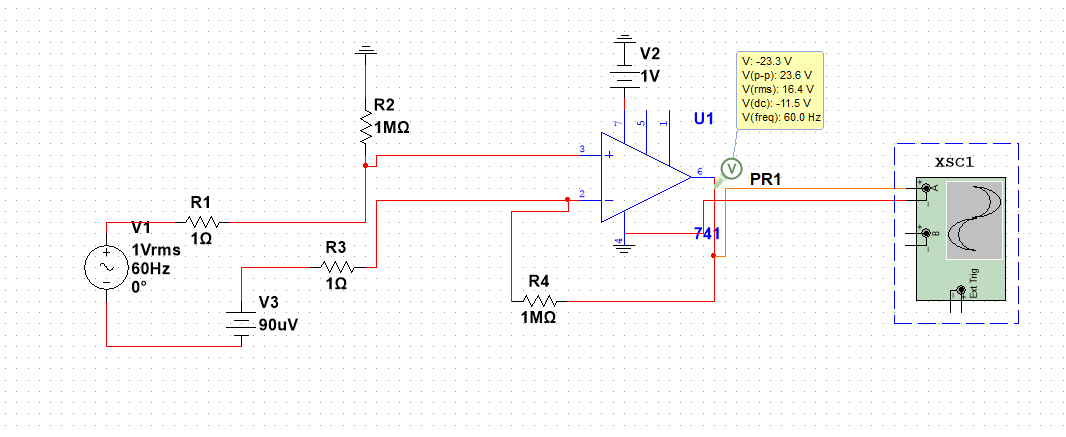 V2
1V
V: -23.3 V
V(p-p): 23.6 V
V(rms): 16.4 V
V(dc): -11.5 V
V(freq): 60.0 Hz
R2
1MΩ
7
5
1
U1
3
+
6
V
PR1
XSC1
A
+
-
B
+
-
Ext Trig
+
-
2
-
4
741
R1
1Ω
V1
1Vrms
60Hz
0°
+
-
R3
1Ω
V3
90uV
R4
1MΩ